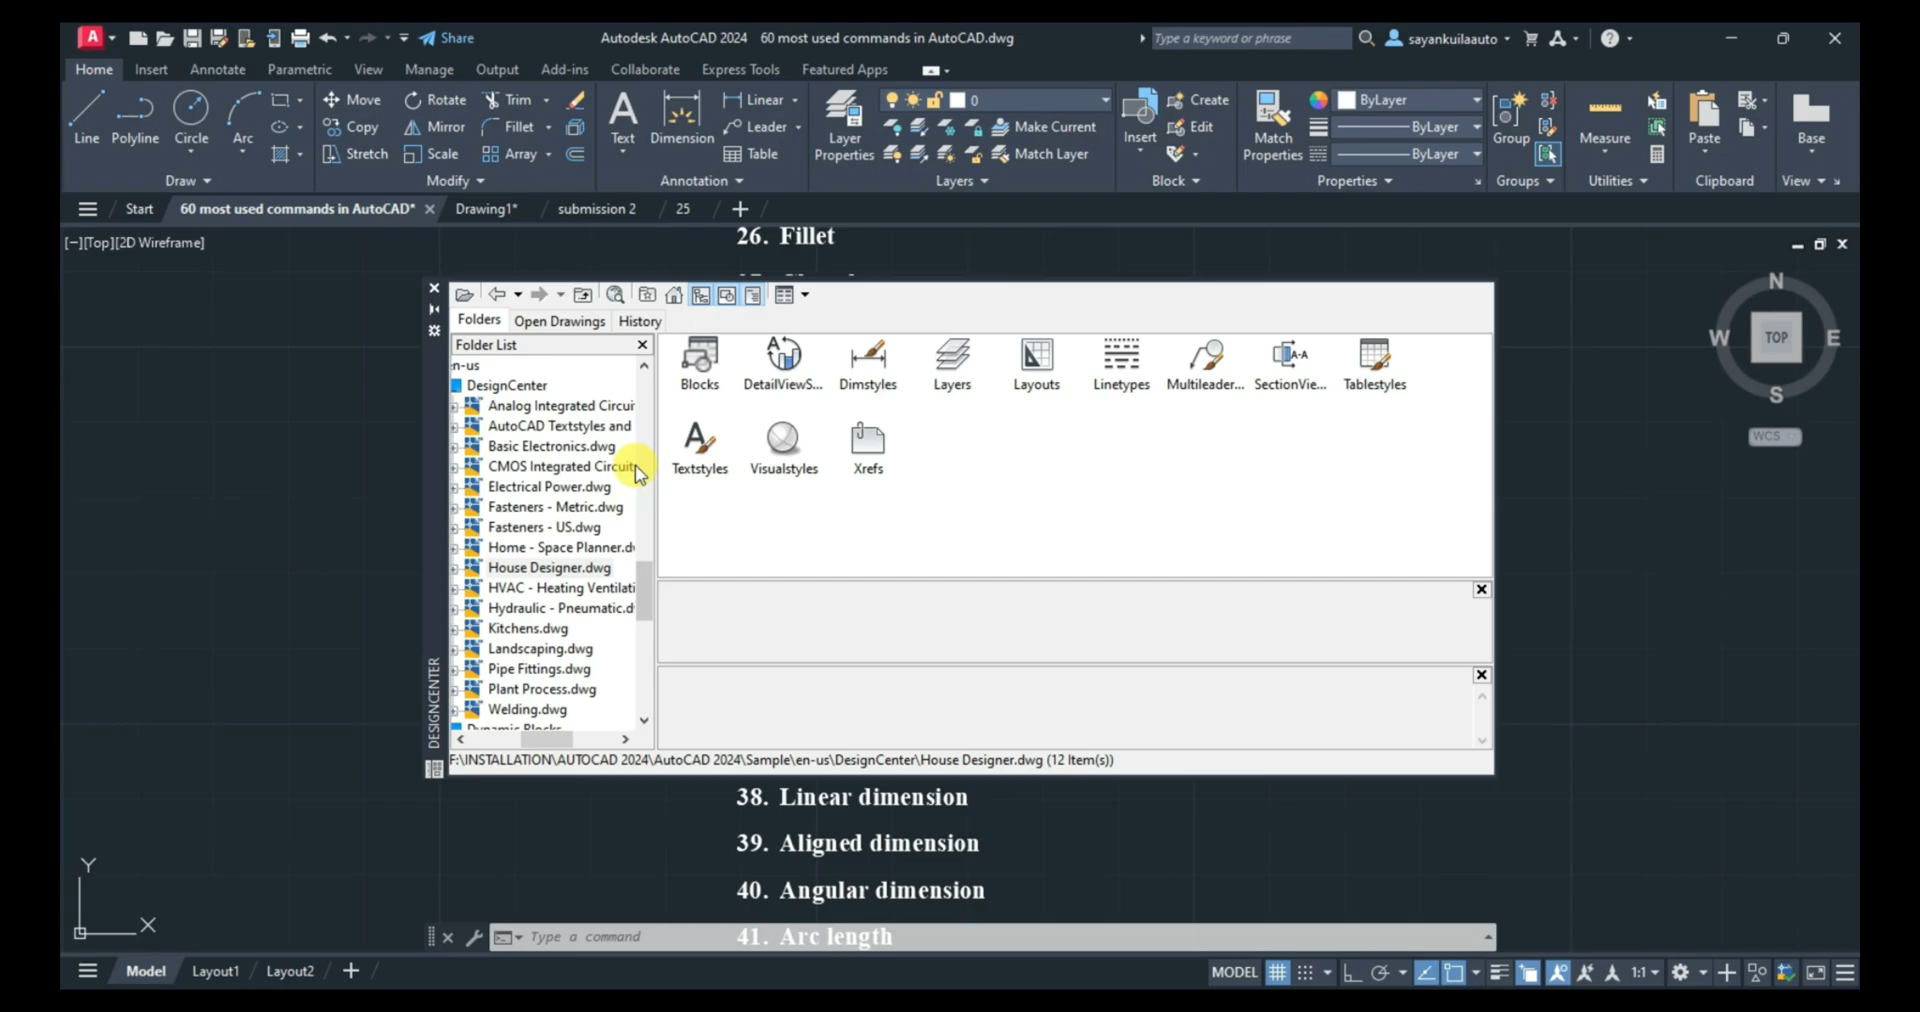 A Share Autodesk AutoCAD 2024 60 most used commands in AutoCAD.dwg Type a keyword or phrase sayankuilaauto
Home Insert Annotate Parametric View Manage Output Add-ins Collaborate Express Tools Featured Apps
Line Polyline Circle Arc
Draw
Move Rotate Trim
Copy Mirror Fillet
Stretch Scale Array
Modify
Text Dimension
Linear
Leader
Table
Annotation
Layer
Properties
0
Make Current
Match Layer
Layers
Insert
Create
Edit
Block
Match
Properties
ByLayer
ByLayer
ByLayer
Properties
Group
Groups
Measure
Utilities
Paste
Clipboard
Base
View
Start 60 most used commands in AutoCAD* Drawing1* submission 2 25
[−][Top][2D Wireframe]
26. Fillet
N
W TOP E
S
WCS
Folders Open Drawings History
Folder List
en-us
DesignCenter
Analog Integrated Circui
AutoCAD Textstyles and
Basic Electronics.dwg
CMOS Integrated Circuit
Electrical Power.dwg
Fasteners - Metric.dwg
Fasteners - US.dwg
Home - Space Planner.d
House Designer.dwg
HVAC - Heating Ventilati
Hydraulic - Pneumatic.d
Kitchens.dwg
Landscaping.dwg
Pipe Fittings.dwg
Plant Process.dwg
Welding.dwg
Dynamic Blocks
Blocks DetailViewS... Dimstyles Layers Layouts Linetypes Multileader... SectionVie... Tablestyles
Textstyles Visualstyles Xrefs
DESIGNCENTER
F:\INSTALLATION\AUTOCAD 2024\AutoCAD 2024\Sample\en-us\DesignCenter\House Designer.dwg (12 Item(s))
38. Linear dimension
39. Aligned dimension
40. Angular dimension
Y
X
Type a command
41. Arc length
Model Layout1 Layout2 MODEL 1:1